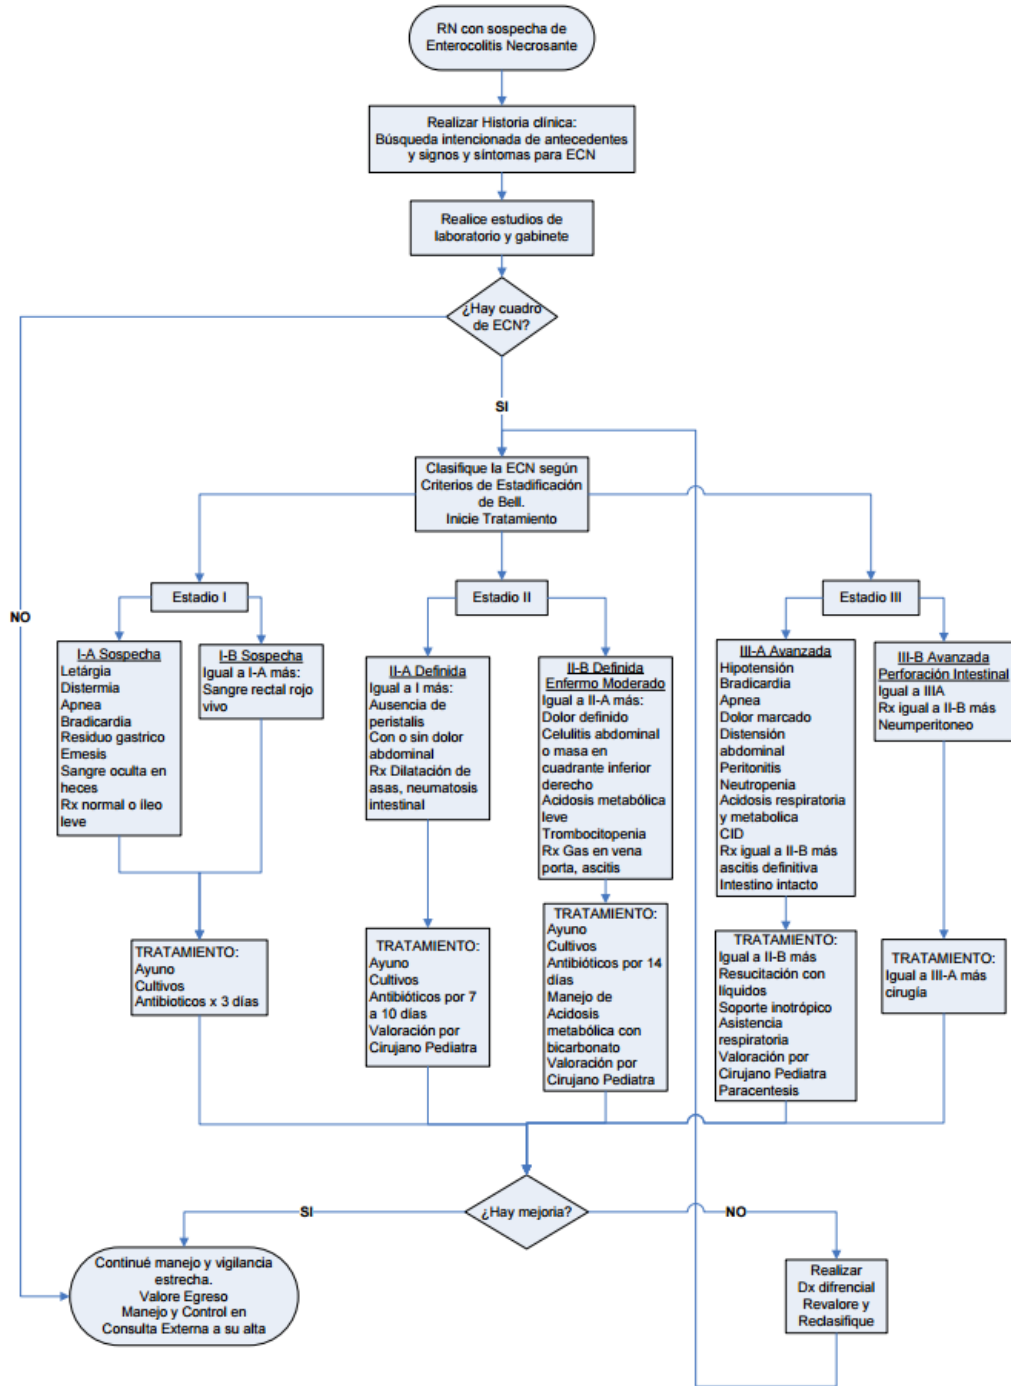 RN con sospecha de
Enterocolitis Necrosante
Realizar Historia clínica:
Búsqueda intencionada de antecedentes
y signos y síntomas para ECN
Realice estudios de
laboratorio y gabinete
¿Hay cuadro
de ECN?
NO
SI
Clasifique la ECN según
Criterios de Estadificación
de Bell.
Inicie Tratamiento
Estadio I
Estadio II
Estadio III
I-A Sospecha
Letárgia
Distermia
Apnea
Bradicardia
Residuo gastrico
Emesis
Sangre oculta en
heces
Rx normal o íleo
leve
I-B Sospecha
Igual a I-A más:
Sangre rectal rojo
vivo
II-A Definida
Igual a I más:
Ausencia de
peristalis
Con o sin dolor
abdominal
Rx Dilatación de
asas, neumatosis
intestinal
II-B Definida
Enfermo Moderado
Igual a II-A más:
Dolor definido
Celulitis abdominal
o masa en
cuadrante inferior
derecho
Acidosis metabólica
leve
Trombocitopenia
Rx Gas en vena
porta, ascitis
III-A Avanzada
Hipotensión
Bradicardia
Apnea
Dolor marcado
Distensión
abdominal
Peritonitis
Neutropenia
Acidosis respiratoria
y metabolica
CID
Rx igual a II-B más
ascitis definitiva
Intestino intacto
III-B Avanzada
Perforación Intestinal
Igual a IIIA
Rx igual a II-B más
Neumperitoneo
TRATAMIENTO:
Ayuno
Cultivos
Antibioticos x 3 días
TRATAMIENTO:
Ayuno
Cultivos
Antibióticos por 7
a 10 días
Valoración por
Cirujano Pediatra
TRATAMIENTO:
Ayuno
Cultivos
Antibióticos por 14
días
Manejo de
Acidosis
metabólica con
bicarbonato
Valoración por
Cirujano Pediatra
TRATAMIENTO:
Igual a II-B más
Resucitación con
líquidos
Soporte inotrópico
Asistencia
respiratoria
Valoración por
Cirujano Pediatra
Paracentesis
TRATAMIENTO:
Igual a III-A más
cirugía
¿Hay mejoria?
SI
NO
Continué manejo y vigilancia
estrecha.
Valore Egreso
Manejo y Control en
Consulta Externa a su alta
Realizar
Dx difrencial
Revalore y
Reclasifique